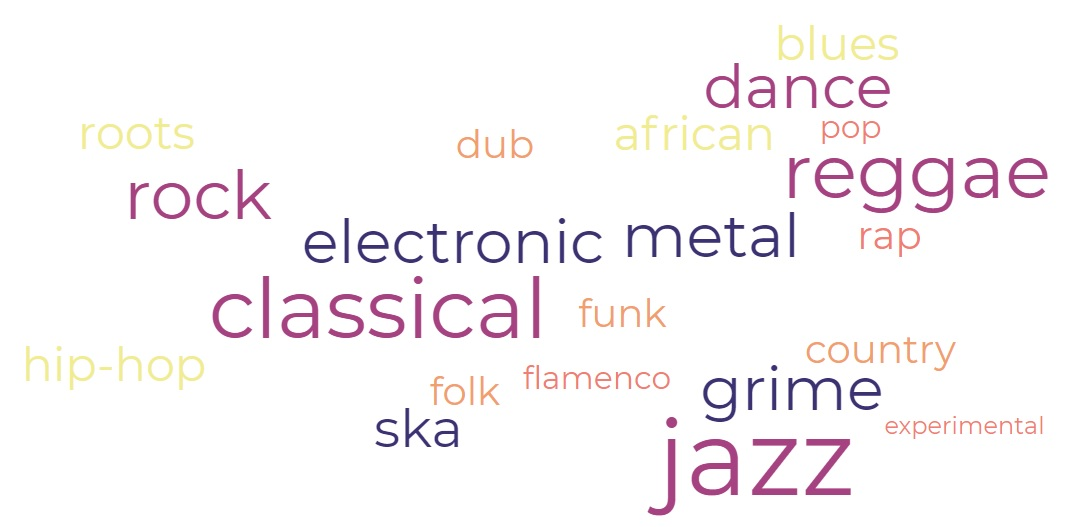 blues
dance
roots
dub
african
pop
rock
reggae
electronic
metal
rap
classical
funk
hip-hop
country
folk
flamenco
grime
ska
experimental
jazz